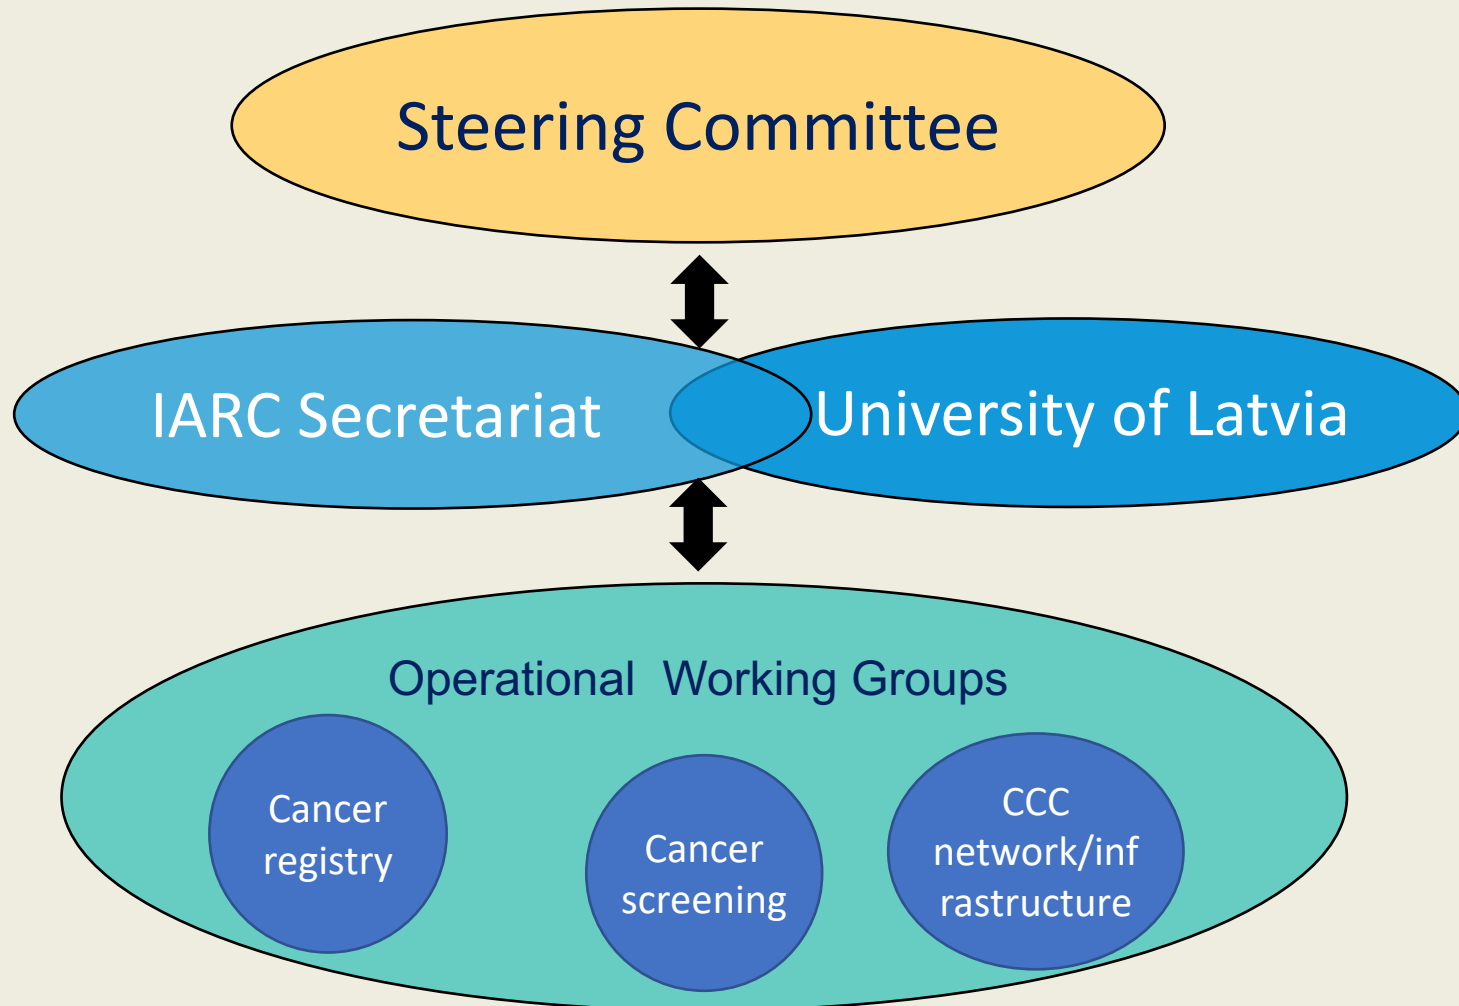 Steering Committee
IARC Secretariat
University of Latvia
Operational  Working Groups
Cancer
registry
Cancer
screening
CCC
network/inf
rastructure